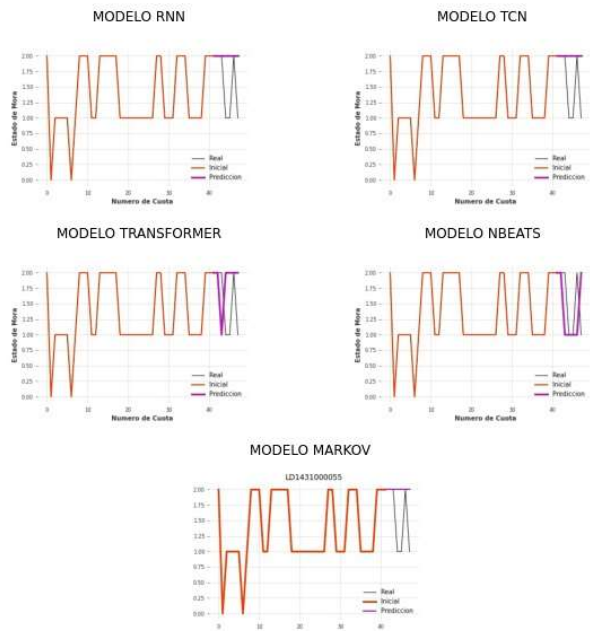 MODELO RNN
2.00
1.75
1.50
1.25
1.00
0.75
0.50
0.25
0.00
Estado de Mora
Real
Inicial
Prediccion
0 10 20 30 40
Numero de Cuota
MODELO TCN
2.00
1.75
1.50
1.25
1.00
0.75
0.50
0.25
0.00
Estado de Mora
Real
Inicial
Prediccion
0 10 20 30 40
Numero de Cuota
MODELO TRANSFORMER
2.00
1.75
1.50
1.25
1.00
0.75
0.50
0.25
0.00
Estado de Mora
Real
Inicial
Prediccion
0 10 20 30 40
Numero de Cuota
MODELO NBEATS
2.00
1.75
1.50
1.25
1.00
0.75
0.50
0.25
0.00
Estado de Mora
Real
Inicial
Prediccion
0 10 20 30 40
Numero de Cuota
MODELO MARKOV
LD1431000055
2.00
1.75
1.50
1.25
1.00
0.75
0.50
0.25
0.00
Real
Inicial
Prediccion
0 10 20 30 40